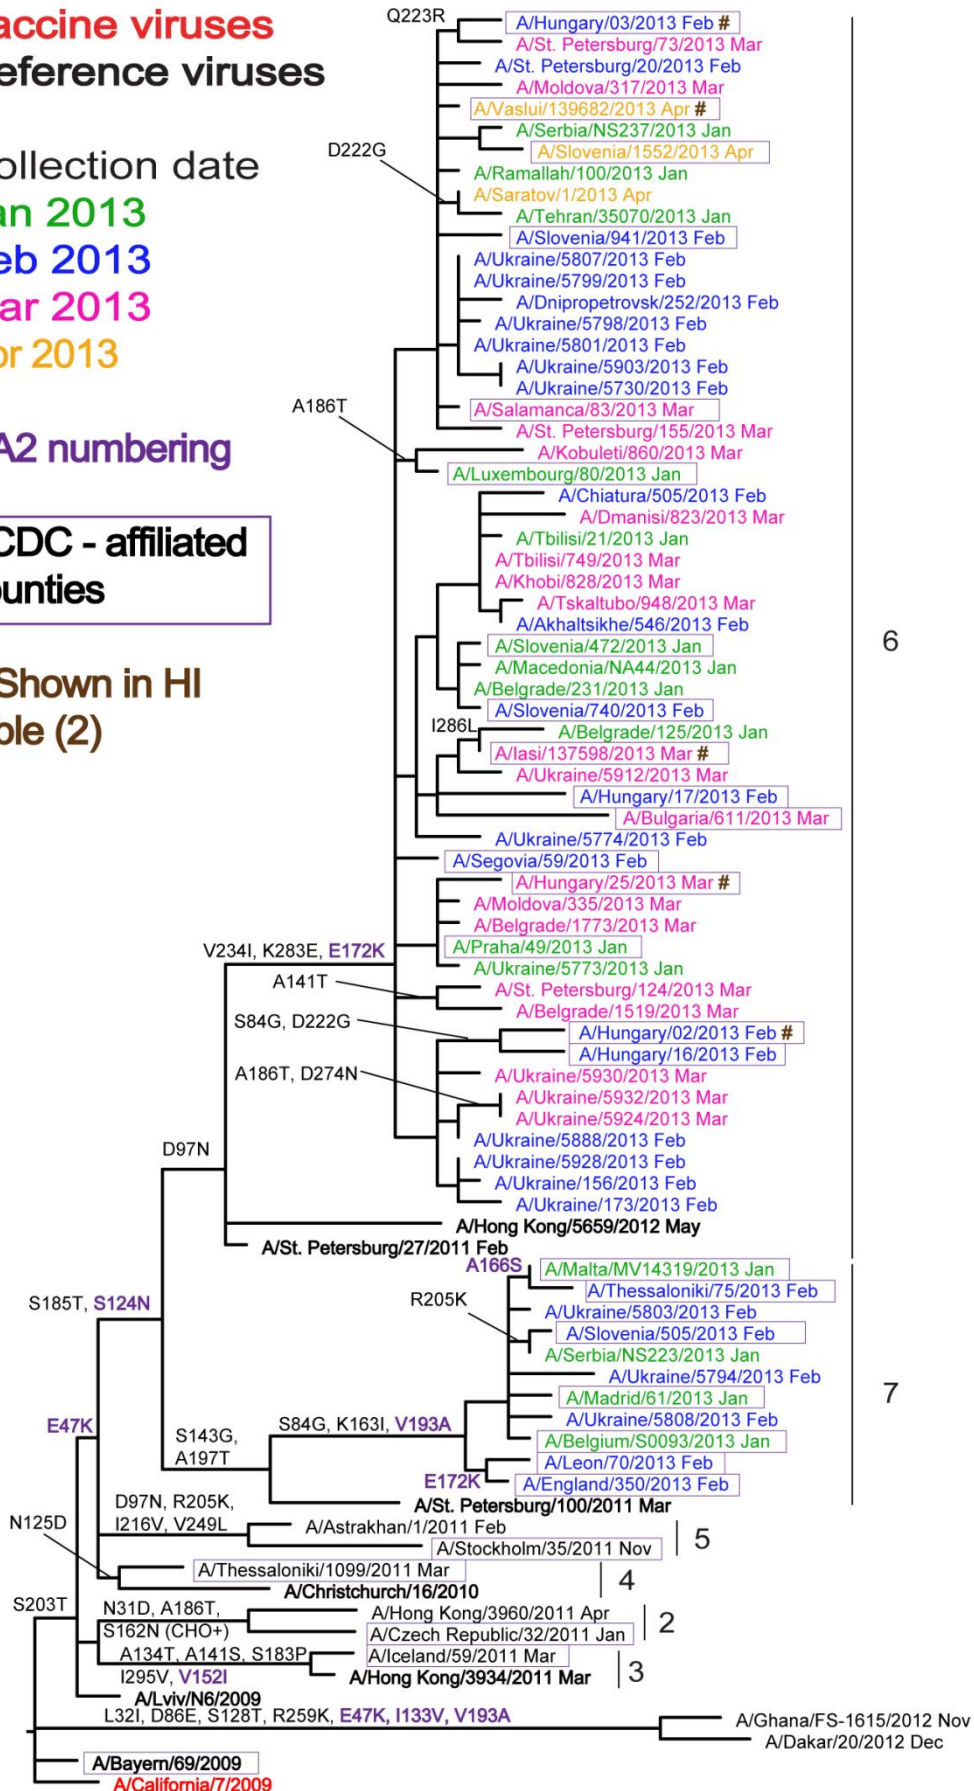 accine viruses
eference viruses
ollection date
an 2013
eb 2013
ar 2013
or 2013
A2 numbering
CDC - affiliated
ounties
Shown in HI
ble (2)
Q223R
A/Hungary/03/2013 Feb #
A/St. Petersburg/73/2013 Mar
A/St. Petersburg/20/2013 Feb
A/Moldova/317/2013 Mar
A/Vaslui/139682/2013 Apr #
A/Serbia/NS237/2013 Jan
D222G
A/Slovenia/1552/2013 Apr
A/Ramallah/100/2013 Jan
A/Saratov/1/2013 Apr
A/Tehran/35070/2013 Jan
A/Slovenia/941/2013 Feb
A/Ukraine/5807/2013 Feb
A/Ukraine/5799/2013 Feb
A/Dnipropetrovsk/252/2013 Feb
A/Ukraine/5798/2013 Feb
A/Ukraine/5801/2013 Feb
A/Ukraine/5903/2013 Feb
A/Ukraine/5730/2013 Feb
A186T
A/Salamanca/83/2013 Mar
A/St. Petersburg/155/2013 Mar
A/Kobuleti/860/2013 Mar
A/Luxembourg/80/2013 Jan
A/Chiatura/505/2013 Feb
A/Dmanisi/823/2013 Mar
A/Tbilisi/21/2013 Jan
A/Tbilisi/749/2013 Mar
A/Khobi/828/2013 Mar
A/Tskaltubo/948/2013 Mar
A/Akhaltsikhe/546/2013 Feb
6
A/Slovenia/472/2013 Jan
A/Macedonia/NA44/2013 Jan
A/Belgrade/231/2013 Jan
A/Slovenia/740/2013 Feb
I286L
A/Belgrade/125/2013 Jan
A/Iasi/137598/2013 Mar #
A/Ukraine/5912/2013 Mar
A/Hungary/17/2013 Feb
A/Bulgaria/611/2013 Mar
A/Ukraine/5774/2013 Feb
A/Segovia/59/2013 Feb
A/Hungary/25/2013 Mar #
A/Moldova/335/2013 Mar
A/Belgrade/1773/2013 Mar
V234I, K283E, E172K
A/Praha/49/2013 Jan
A/Ukraine/5773/2013 Jan
A141T
A/St. Petersburg/124/2013 Mar
A/Belgrade/1519/2013 Mar
S84G, D222G
A/Hungary/02/2013 Feb #
A/Hungary/16/2013 Feb
A186T, D274N
A/Ukraine/5930/2013 Mar
A/Ukraine/5932/2013 Mar
A/Ukraine/5924/2013 Mar
A/Ukraine/5888/2013 Feb
D97N
A/Ukraine/5928/2013 Feb
A/Ukraine/156/2013 Feb
A/Ukraine/173/2013 Feb
A/Hong Kong/5659/2012 May
A/St. Petersburg/27/2011 Feb
A166S
A/Malta/MV14319/2013 Jan
A/Thessaloniki/75/2013 Feb
S185T, S124N
R205K
A/Ukraine/5803/2013 Feb
A/Slovenia/505/2013 Feb
A/Serbia/NS223/2013 Jan
A/Ukraine/5794/2013 Feb
7
A/Madrid/61/2013 Jan
E47K
S143G,
A197T
S84G, K163I, V193A
A/Ukraine/5808/2013 Feb
A/Belgium/S0093/2013 Jan
A/Leon/70/2013 Feb
E172K
A/England/350/2013 Feb
A/St. Petersburg/100/2011 Mar
N125D
D97N, R205K,
I216V, V249L
A/Astrakhan/1/2011 Feb
A/Stockholm/35/2011 Nov
5
A/Thessaloniki/1099/2011 Mar
A/Christchurch/16/2010
4
S203T
N31D, A186T,
S162N (CHO+)
A/Hong Kong/3960/2011 Apr
A/Czech Republic/32/2011 Jan
2
A134T, A141S, S183P
I295V, V152I
A/Iceland/59/2011 Mar
A/Hong Kong/3934/2011 Mar
3
A/Lviv/N6/2009
L32I, D86E, S128T, R259K, E47K, I133V, V193A
A/Ghana/FS-1615/2012 Nov
A/Dakar/20/2012 Dec
A/Bayern/69/2009
A/California/7/2009